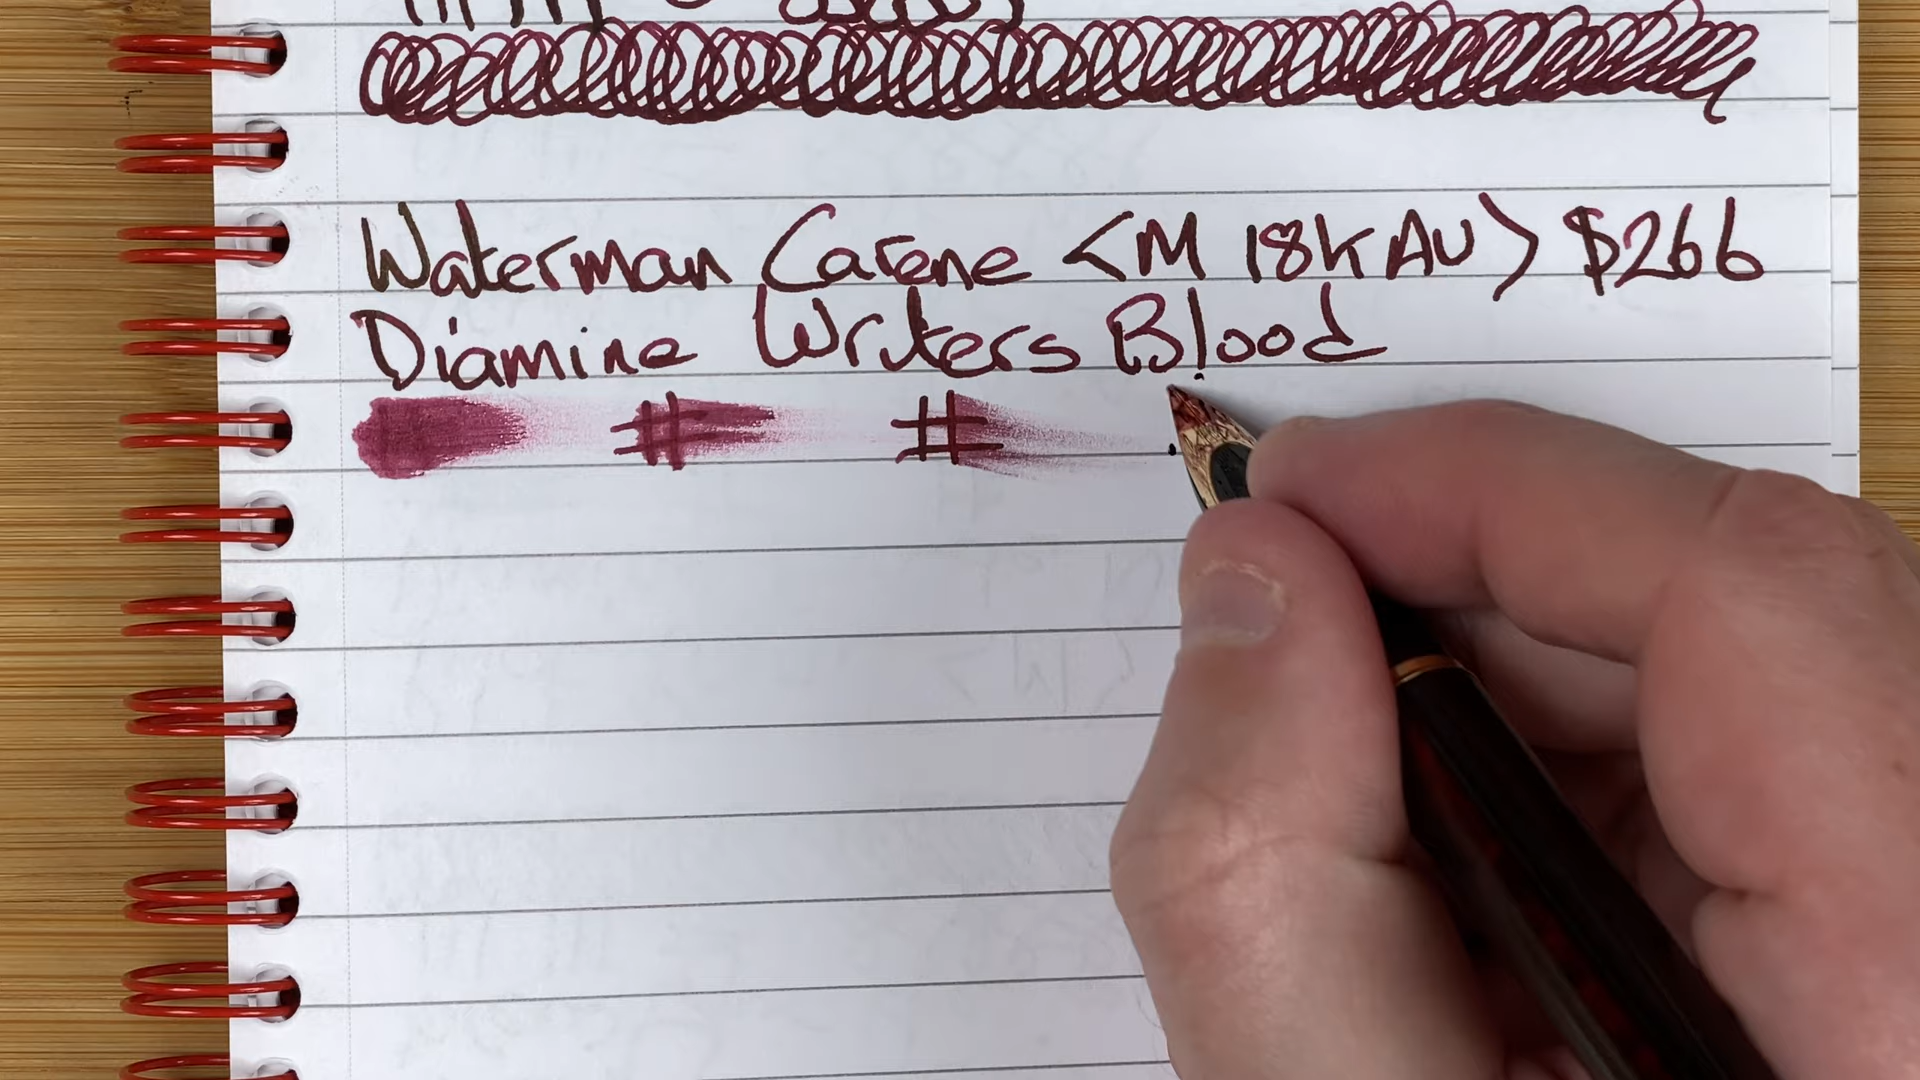 Waterman Carene <M 18K AU> $266
Diamine Writers Blood
# #